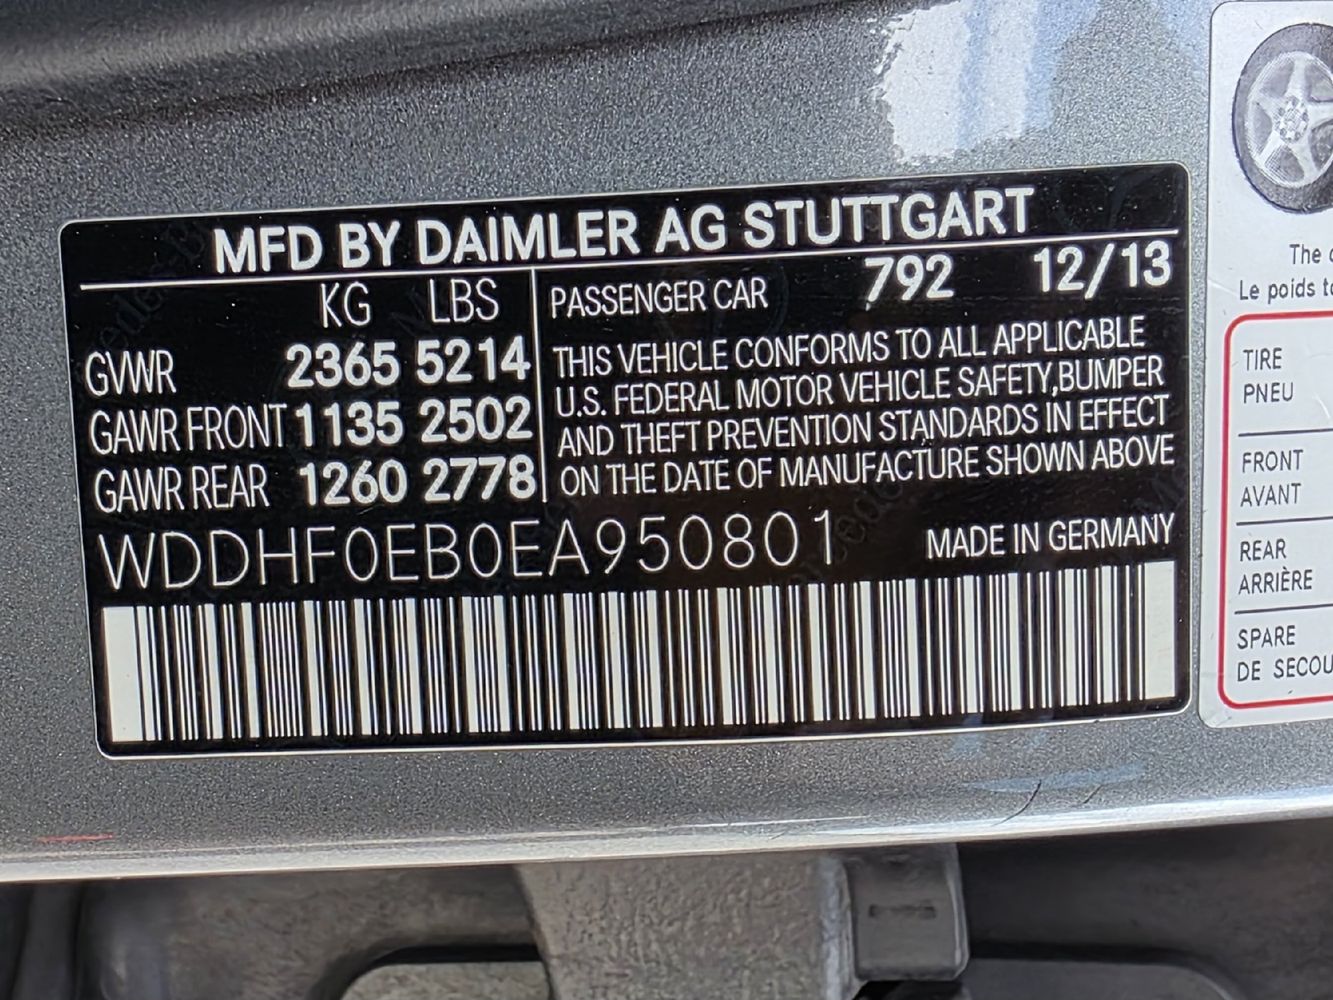 MFD BY DAIMLER AG STUTTGART
KG LBS
GVWR 2365 5214
GAWR FRONT 1135 2502
GAWR REAR 1260 2778
PASSENGER CAR 792 12/13
THIS VEHICLE CONFORMS TO ALL APPLICABLE
U.S. FEDERAL MOTOR VEHICLE SAFETY,BUMPER
AND THEFT PREVENTION STANDARDS IN EFFECT
ON THE DATE OF MANUFACTURE SHOWN ABOVE
WDDHF0EB0EA950801 MADE IN GERMANY
The
Le poids
TIRE
PNEU
FRONT
AVANT
REAR
ARRIÈRE
SPARE
DE